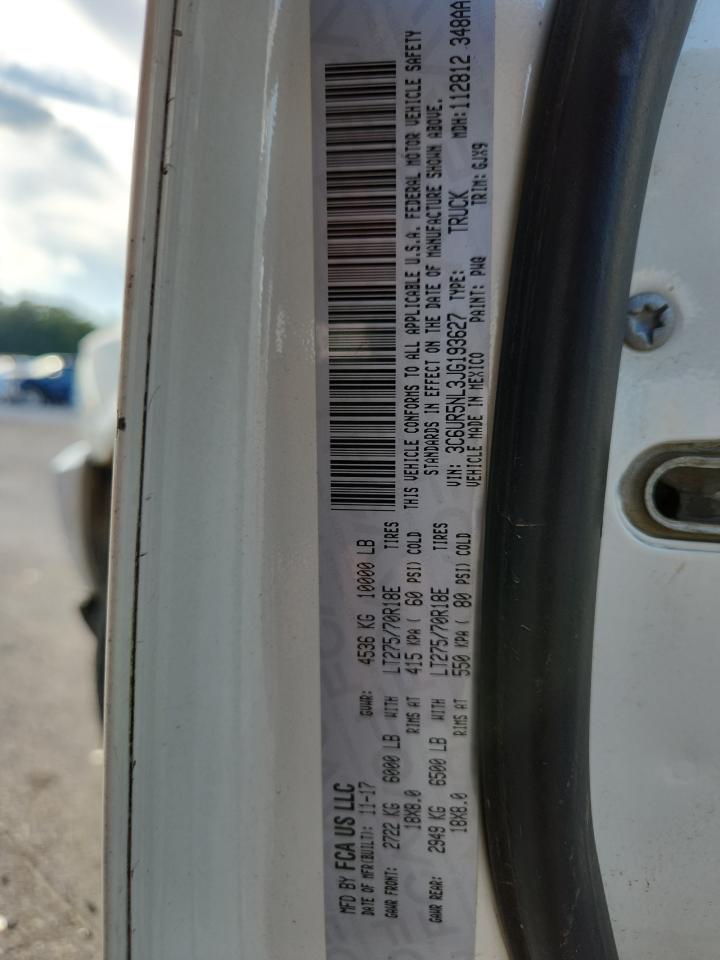 MFD BY FCA US LLC
DATE OF MFR(BUILT): 11-17 GVWR: 4536 KG 10000 LB
GAWR FRONT: 2722 KG 6000 LB WITH LT275/70R18E TIRES
18X8.0 RIMS AT 415 KPA ( 60 PSI) COLD
GAWR REAR: 2949 KG 6500 LB WITH LT275/70R18E TIRES
18X8.0 RIMS AT 550 KPA ( 80 PSI) COLD
THIS VEHICLE CONFORMS TO ALL APPLICABLE U.S.A. FEDERAL MOTOR VEHICLE SAFETY
STANDARDS IN EFFECT ON THE DATE OF MANUFACTURE SHOWN ABOVE.
VIN: 3C6UR5NL3JG193627 TYPE: TRUCK MDH:112812 348AA
VEHICLE MADE IN MEXICO PAINT: PW7 TRIM: GJX9